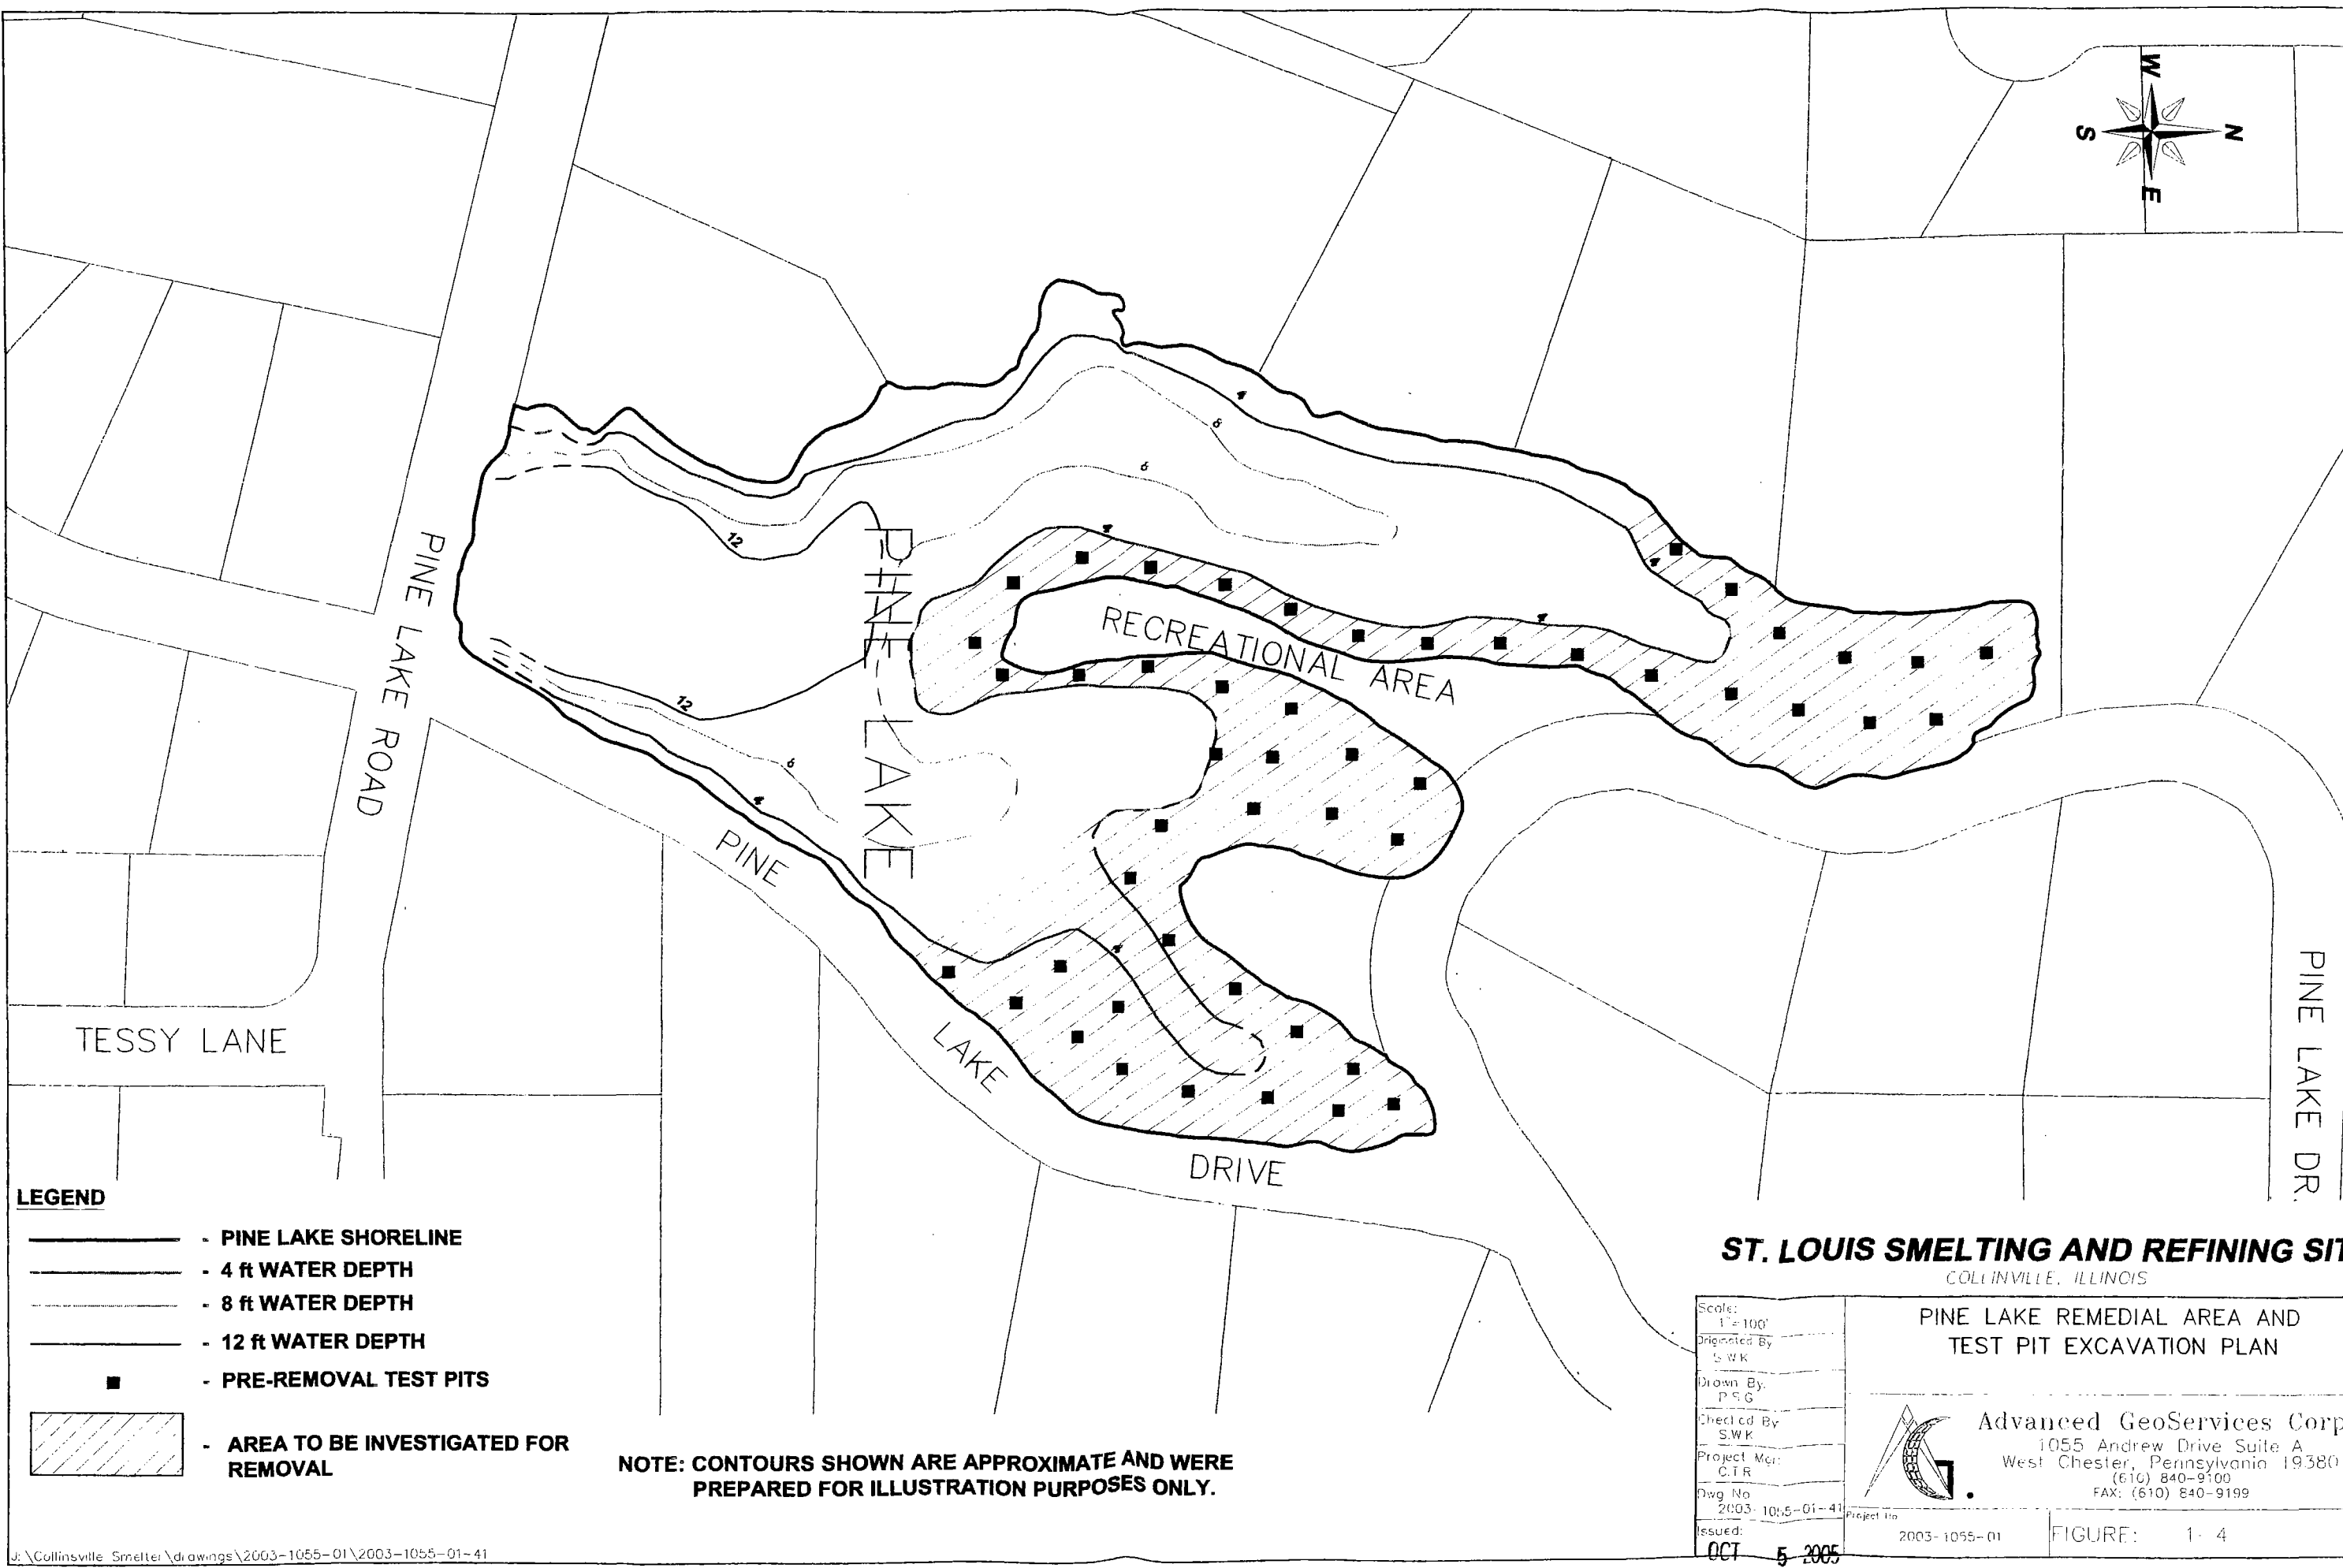 W
N
S
E
4
8
6
4
12
4
4
RECREATIONAL AREA
PINE LAKE
PINE LAKE ROAD
12
6
4
4
PINE
LAKE
DRIVE
TESSY LANE
PINE LAKE DR.
LEGEND
- PINE LAKE SHORELINE
- 4 ft WATER DEPTH
- 8 ft WATER DEPTH
- 12 ft WATER DEPTH
- PRE-REMOVAL TEST PITS
- AREA TO BE INVESTIGATED FOR
REMOVAL
NOTE: CONTOURS SHOWN ARE APPROXIMATE AND WERE
PREPARED FOR ILLUSTRATION PURPOSES ONLY.
ST. LOUIS SMELTING AND REFINING SIT
COLLINVILLE, ILLINOIS
Scale:
1"=100'
Originated By
S.W.K
Drawn By:
P.S.G
Checked By
S.W.K
Project Mgr:
C.T.R
Dwg No
2003-1055-01-41
Issued:
OCT 5 2005
PINE LAKE REMEDIAL AREA AND
TEST PIT EXCAVATION PLAN
AG.
Advanced GeoServices Corp
1055 Andrew Drive Suite A
West Chester, Pennsylvania 19380
(610) 840-9100
FAX: (610) 840-9199
Project No
2003-1055-01
FIGURE: 1-4
J:\Collinsville Smelter\drawings\2003-1055-01\2003-1055-01-41